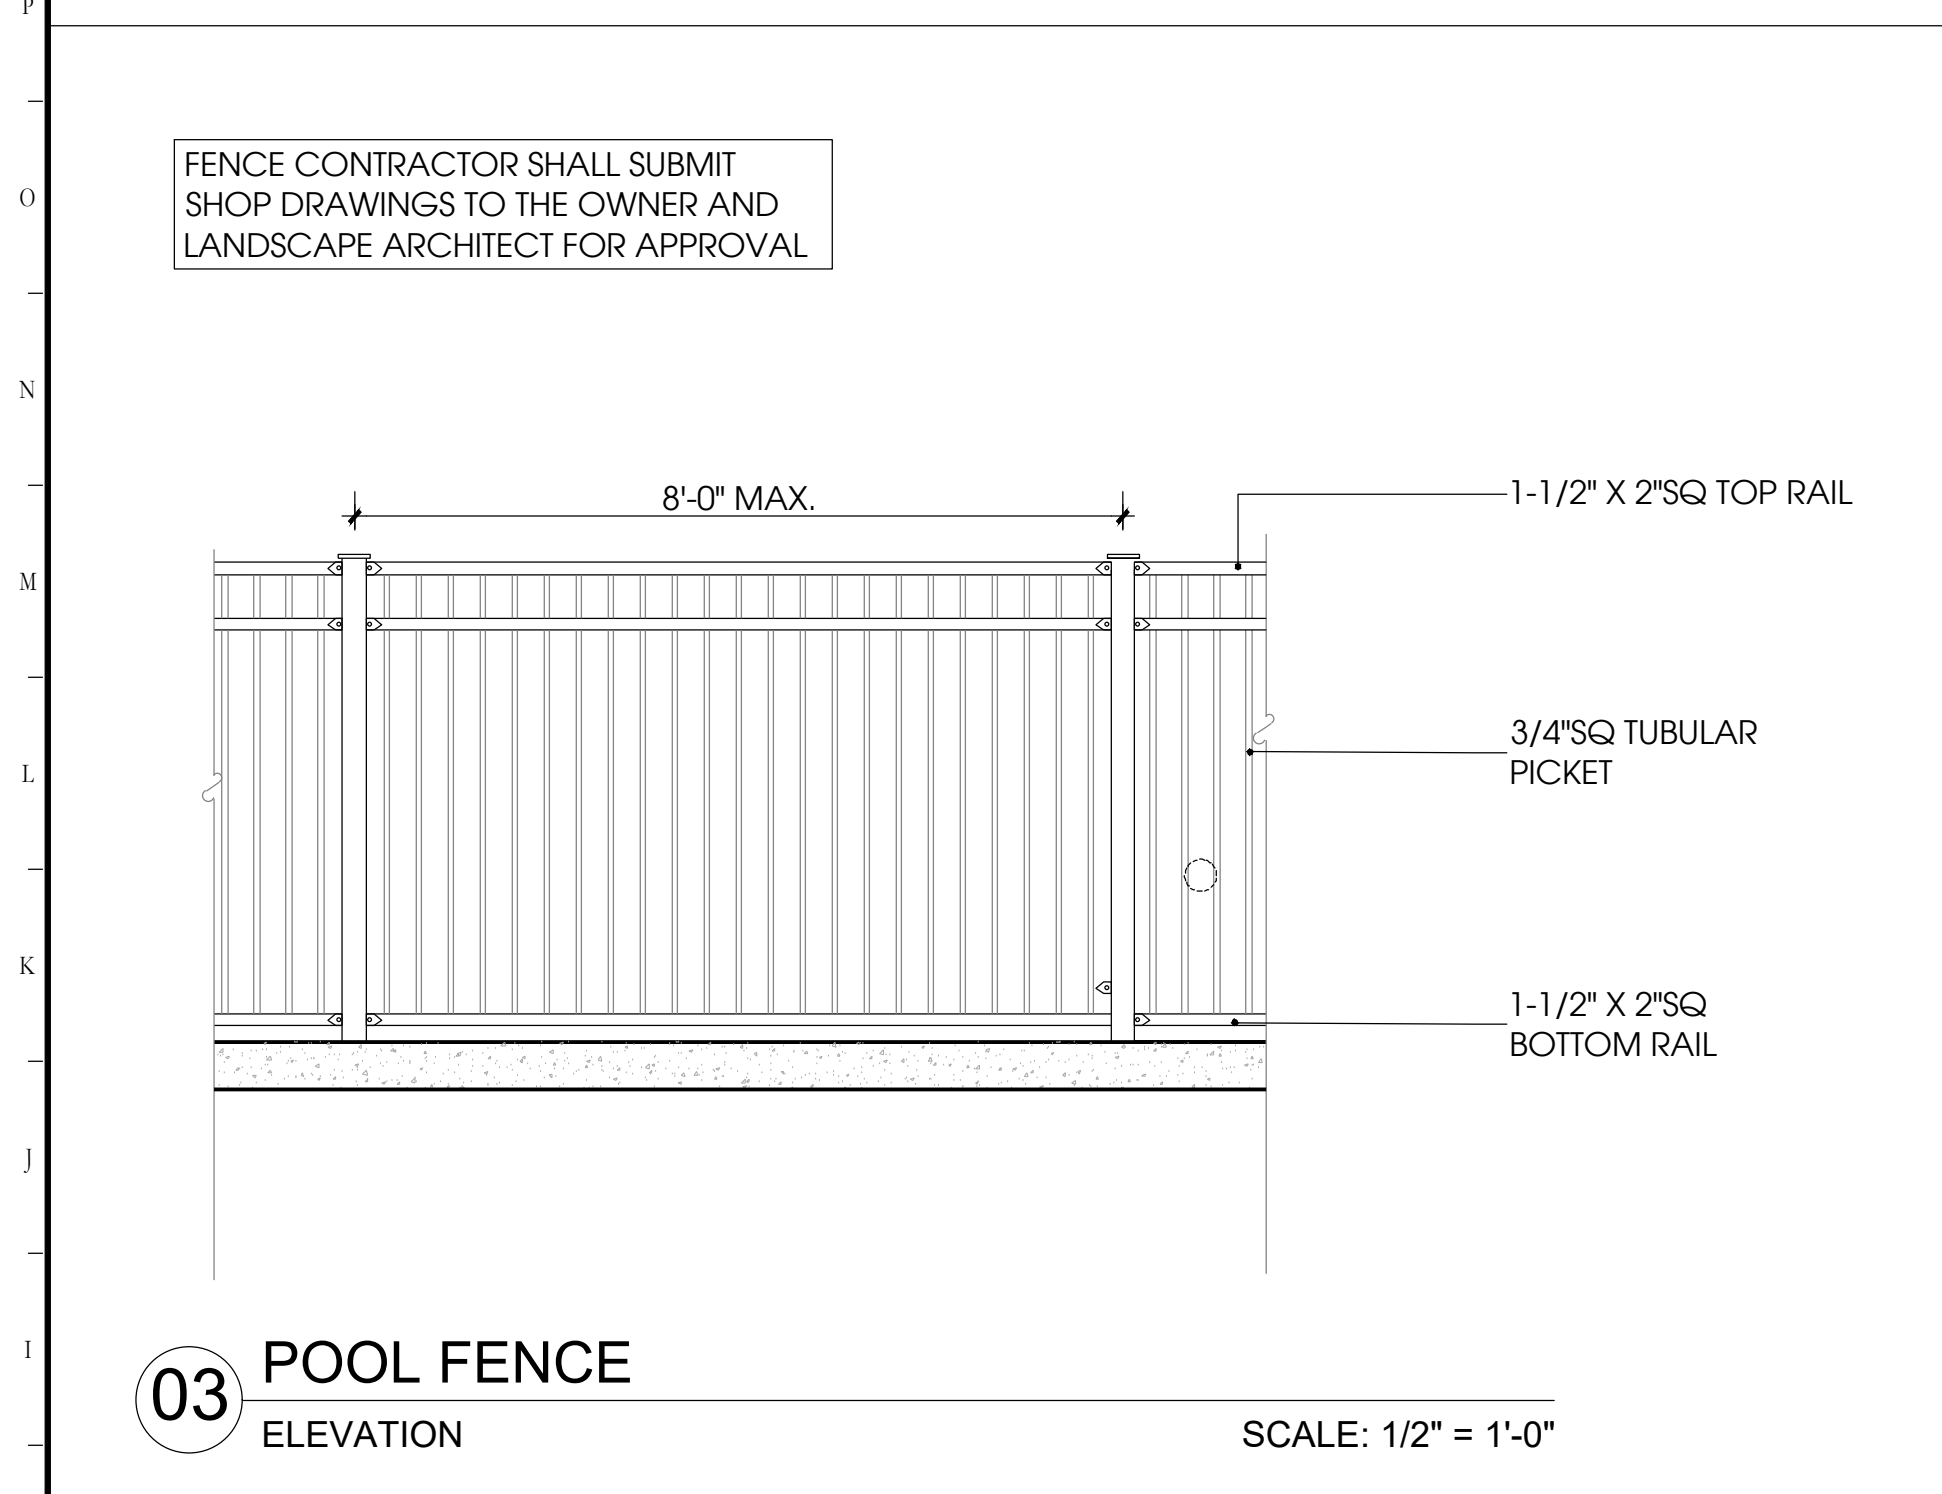 P
O
N
M
L
K
J
I
FENCE CONTRACTOR SHALL SUBMIT
SHOP DRAWINGS TO THE OWNER AND
LANDSCAPE ARCHITECT FOR APPROVAL
8'-0" MAX.
1-1/2" X 2"SQ TOP RAIL
3/4"SQ TUBULAR
PICKET
1-1/2" X 2"SQ
BOTTOM RAIL
03
POOL FENCE
ELEVATION
SCALE: 1/2" = 1'-0"